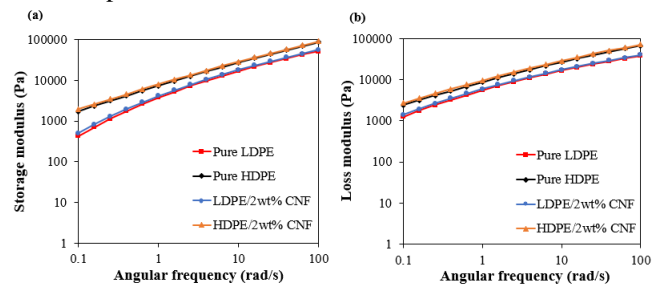 (a)
Storage modulus (Pa)
100000
10000
1000
100
10
1
Pure LDPE
Pure HDPE
LDPE/2wt% CNF
HDPE/2wt% CNF
0.1 1 10 100
Angular frequency (rad/s)
(b)
Loss modulus (Pa)
100000
10000
1000
100
10
1
Pure LDPE
Pure HDPE
LDPE/2wt% CNF
HDPE/2wt% CNF
0.1 1 10 100
Angular frequency (rad/s)